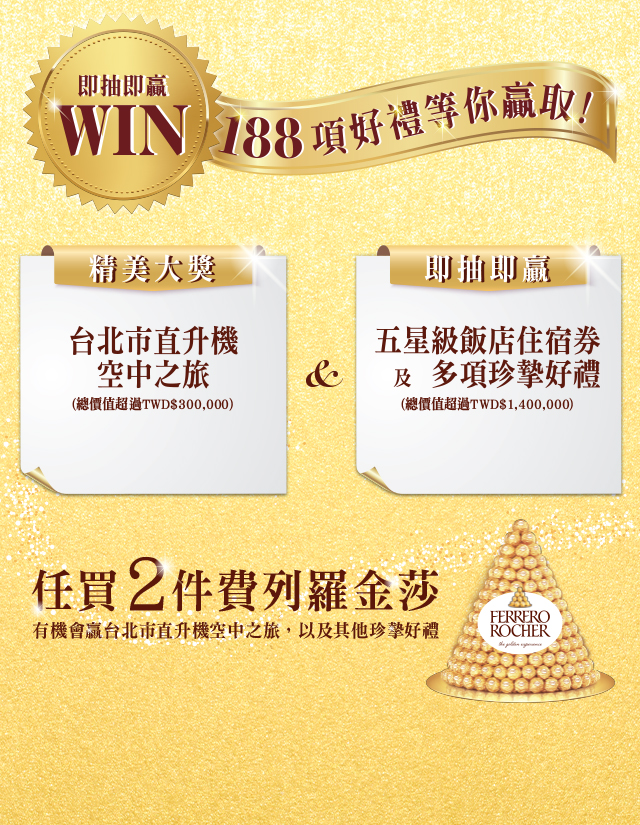 即抽即贏
WIN
188項好禮等你贏取!
精美大獎
台北市直升機
空中之旅
(總價值超過TWD$300,000)
&
即抽即贏
五星級飯店住宿券
及 多項珍摯好禮
(總價值超過TWD$1,400,000)
任買2件費列羅金莎
有機會贏台北市直升機空中之旅，以及其他珍摯好禮
FERRERO
ROCHER
the golden experience